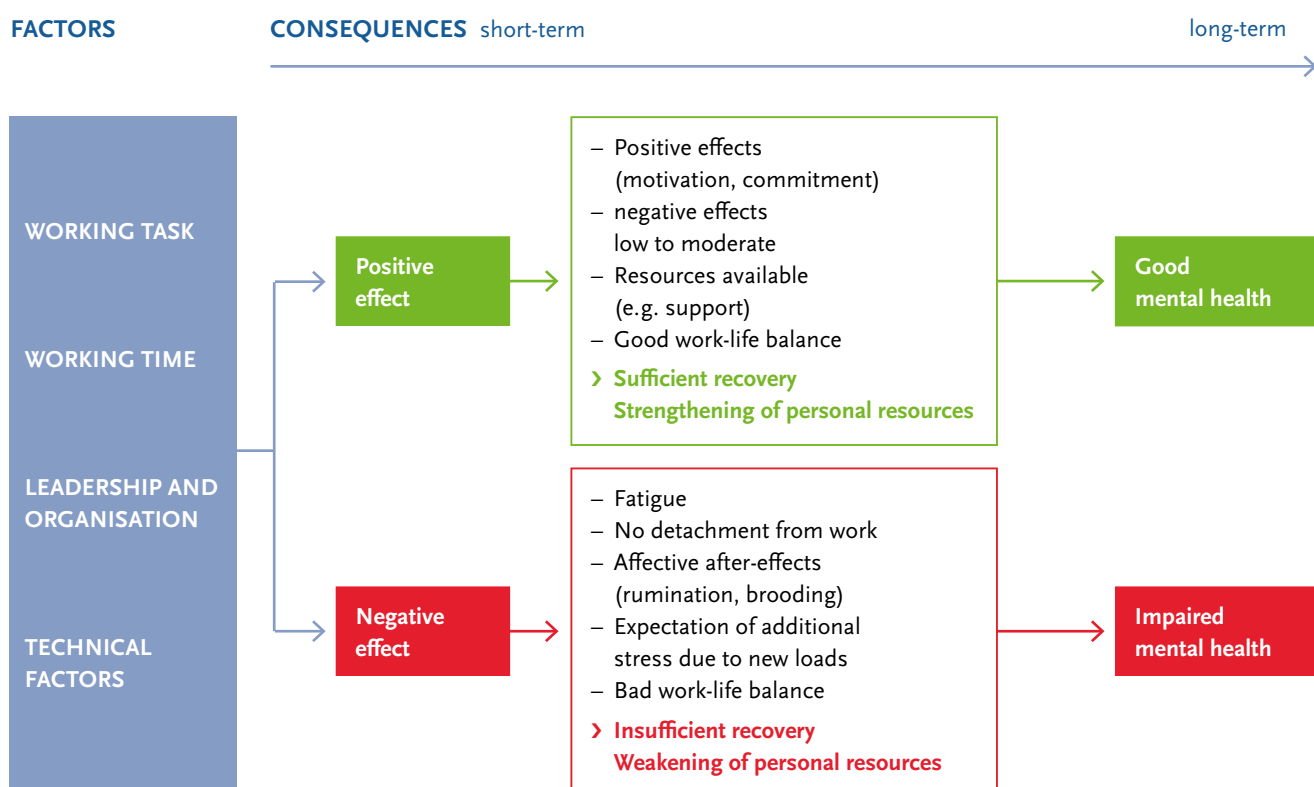 FACTORS
CONSEQUENCES short-term
long-term
WORKING TASK
WORKING TIME
LEADERSHIP AND
ORGANISATION
TECHNICAL
FACTORS
Positive
effect
– Positive effects
(motivation, commitment)
– negative effects
low to moderate
– Resources available
(e.g. support)
– Good work-life balance
› Sufficient recovery
Strengthening of personal resources
Good
mental health
Negative
effect
– Fatigue
– No detachment from work
– Affective after-effects
(rumination, brooding)
– Expectation of additional
stress due to new loads
– Bad work-life balance
› Insufficient recovery
Weakening of personal resources
Impaired
mental health